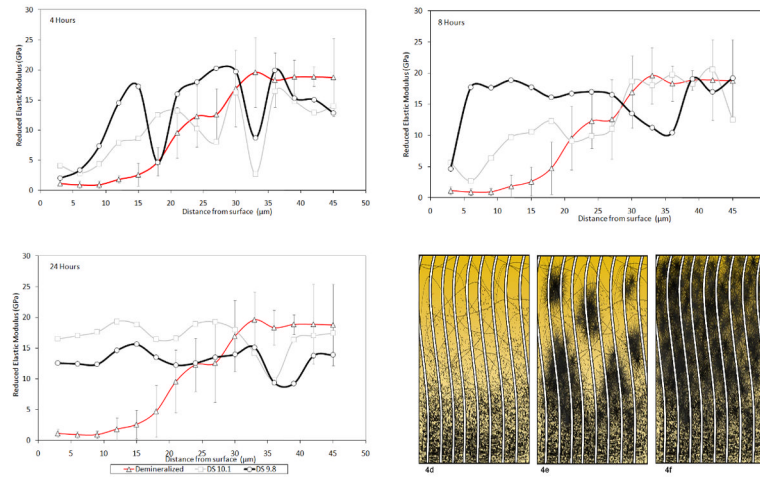 4 Hours
Reduced Elastic Modulus (GPa)
30
25
20
15
10
5
0
0 5 10 15 20 25 30 35 40 45 50
Distance from surface (μm)
8 Hours
Reduced Elastic Modulus (GPa)
30
25
20
15
10
5
0
0 5 10 15 20 25 30 35 40 45 50
Distance from surface (μm)
24 Hours
Reduced Elastic Modulus (GPa)
30
25
20
15
10
5
0
0 5 10 15 20 25 30 35 40 45 50
Distance from surface (μm)
Demineralized DS 10.1 DS 9.8
4d 4e 4f